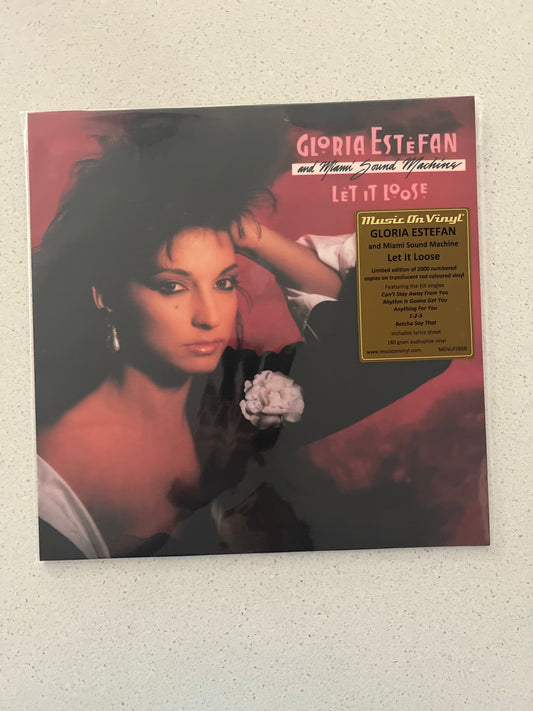 GLORIA ESTEFAN
and Miami Sound Machine
LET IT LOOSE
Music On Vinyl
GLORIA ESTEFAN
and Miami Sound Machine
Let It Loose
Limited edition of 2000 numbered
copies on translucent red coloured vinyl
Featuring the hit singles
Can't Stay Away From You
Rhythm Is Gonna Get You
Anything For You
1-2-3
Betcha Say That
Includes lyrics sheet
180 gram audiophile vinyl
www.musiconvinyl.com MOVLP2868